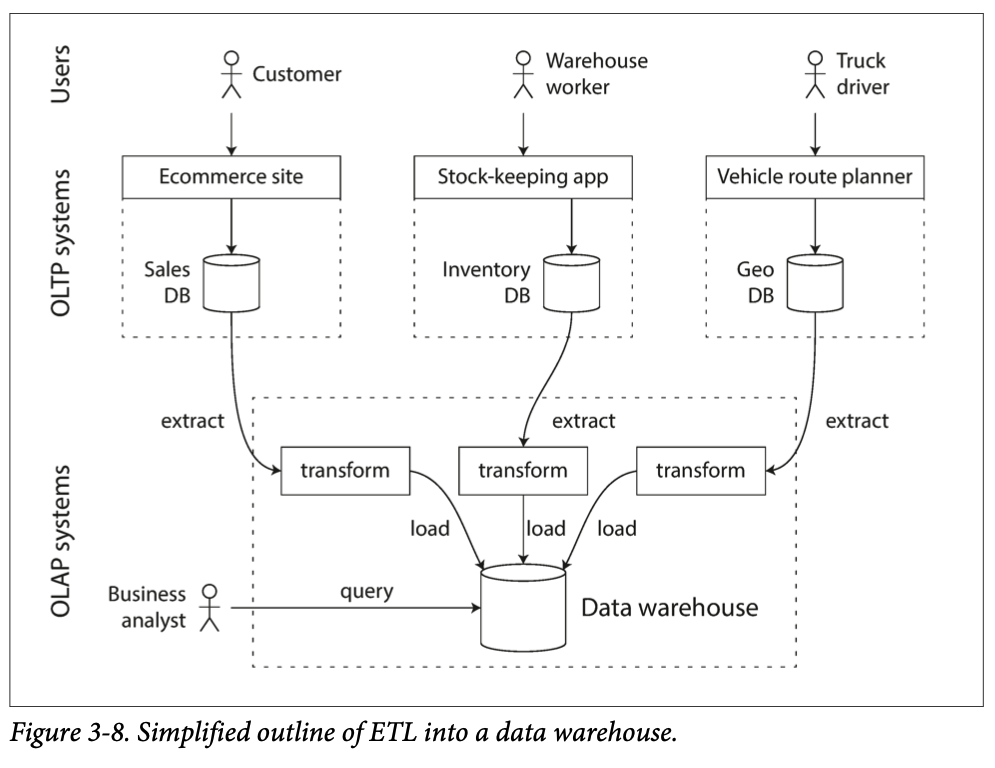 Users
Customer
Warehouse
worker
Truck
driver
OLTP systems
Ecommerce site
Stock-keeping app
Vehicle route planner
Sales
DB
Inventory
DB
Geo
DB
extract
extract
extract
OLAP systems
transform
transform
transform
load
load
load
Business
analyst
query
Data warehouse
Figure 3-8. Simplified outline of ETL into a data warehouse.